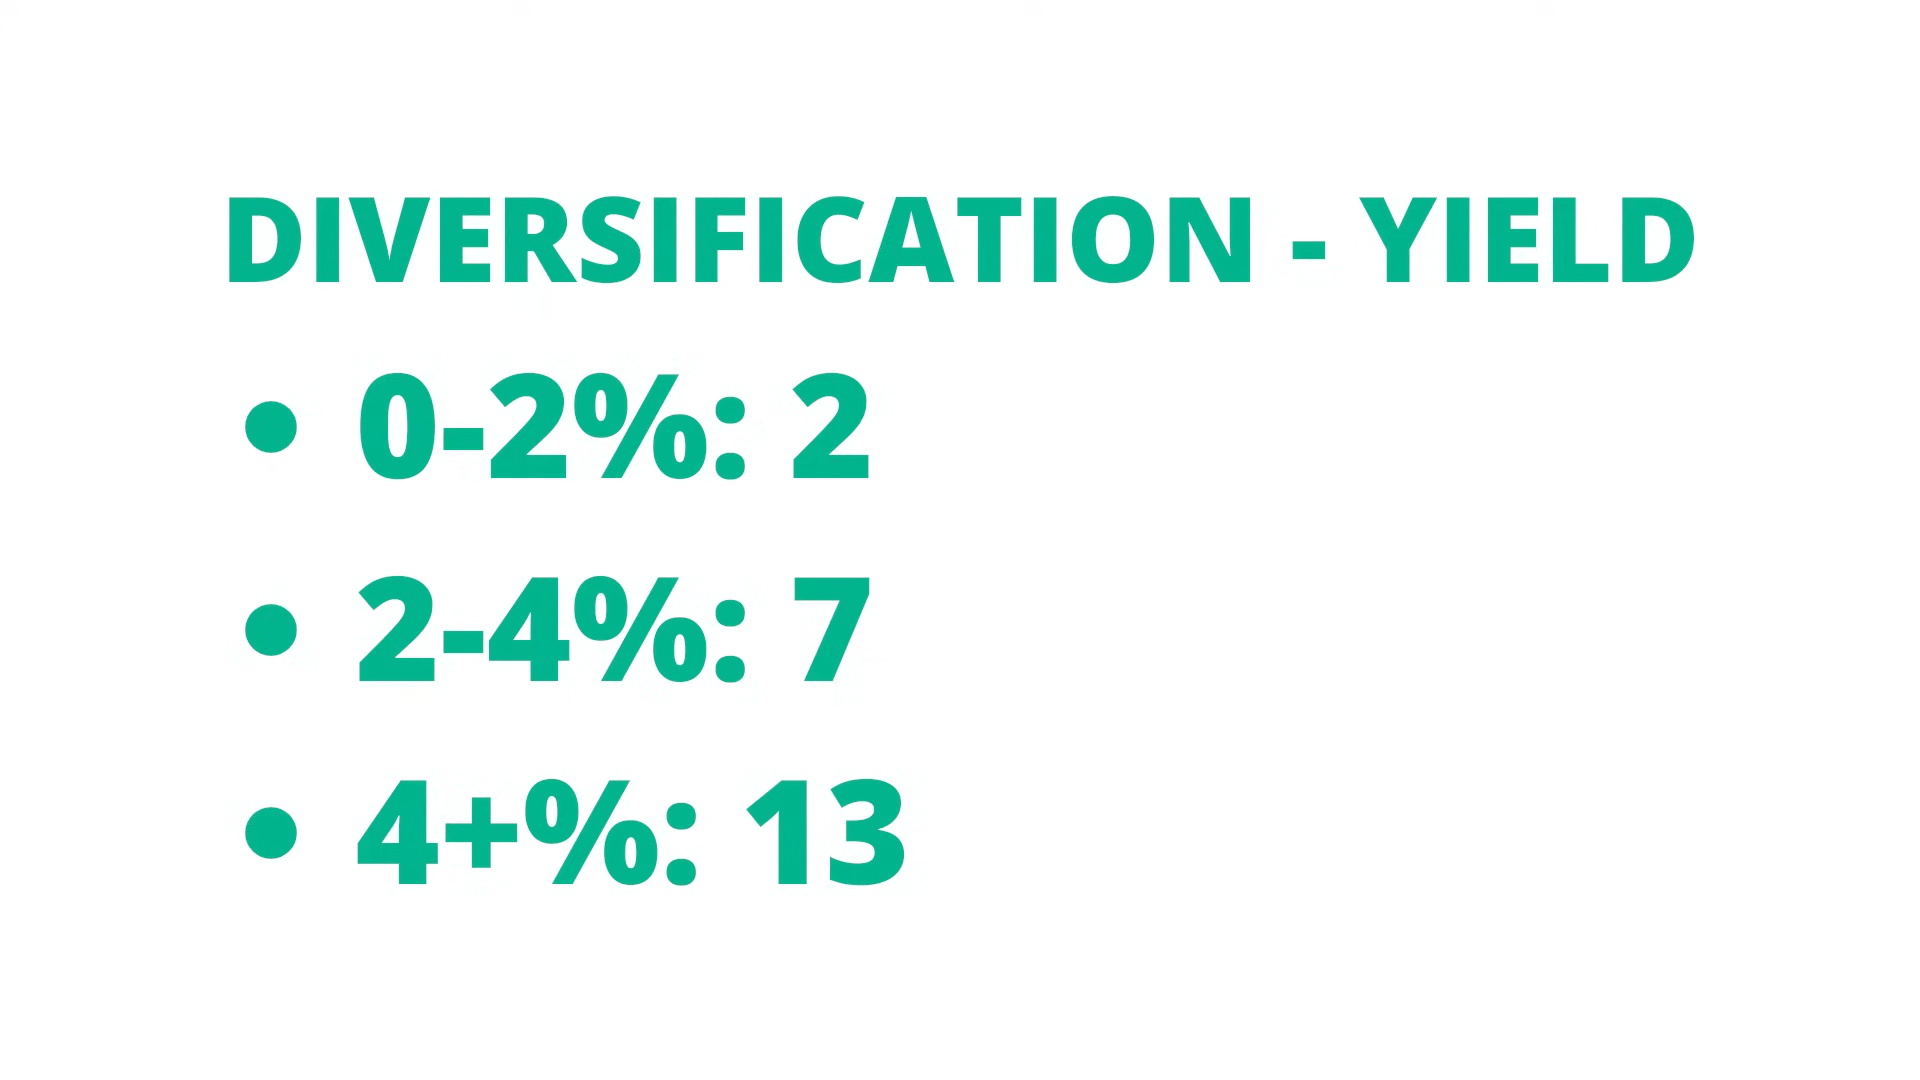 DIVERSIFICATION - YIELD
• 0-2%: 2
• 2-4%: 7
• 4+%: 13